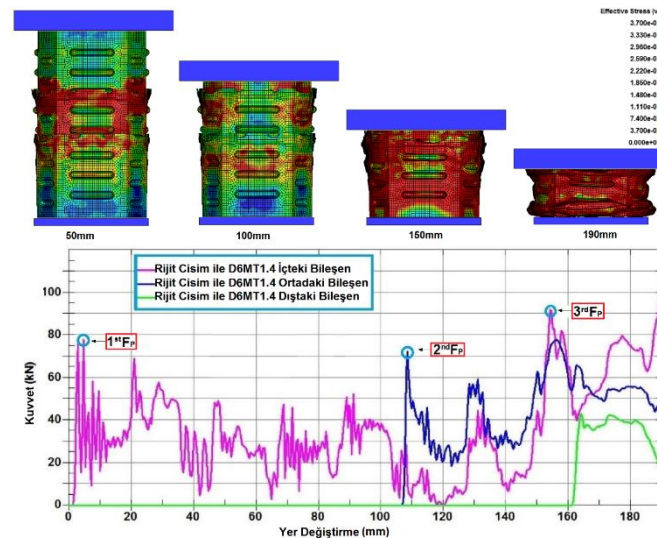 Effective Stress (v
3.700e-0
3.330e-0
2.960e-0
2.590e-0
2.220e-0
1.850e-0
1.480e-0
1.110e-0
7.400e-0
3.700e-0
0.000e+0
50mm
100mm
150mm
190mm
Rijit Cisim ile D6MT1.4 İçteki Bileşen
Rijit Cisim ile D6MT1.4 Ortadaki Bileşen
Rijit Cisim ile D6MT1.4 Dıştaki Bileşen
1stFP
2ndFP
3rdFP
Kuvvet (kN)
100
80
60
40
20
0
0
20
40
60
80
100
120
140
160
180
Yer Değiştirme (mm)